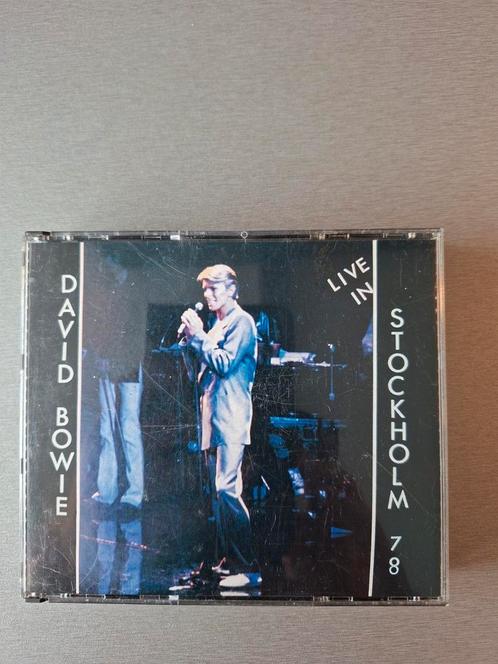 DAVID BOWIE
LIVE
IN
STOCKHOLM 78